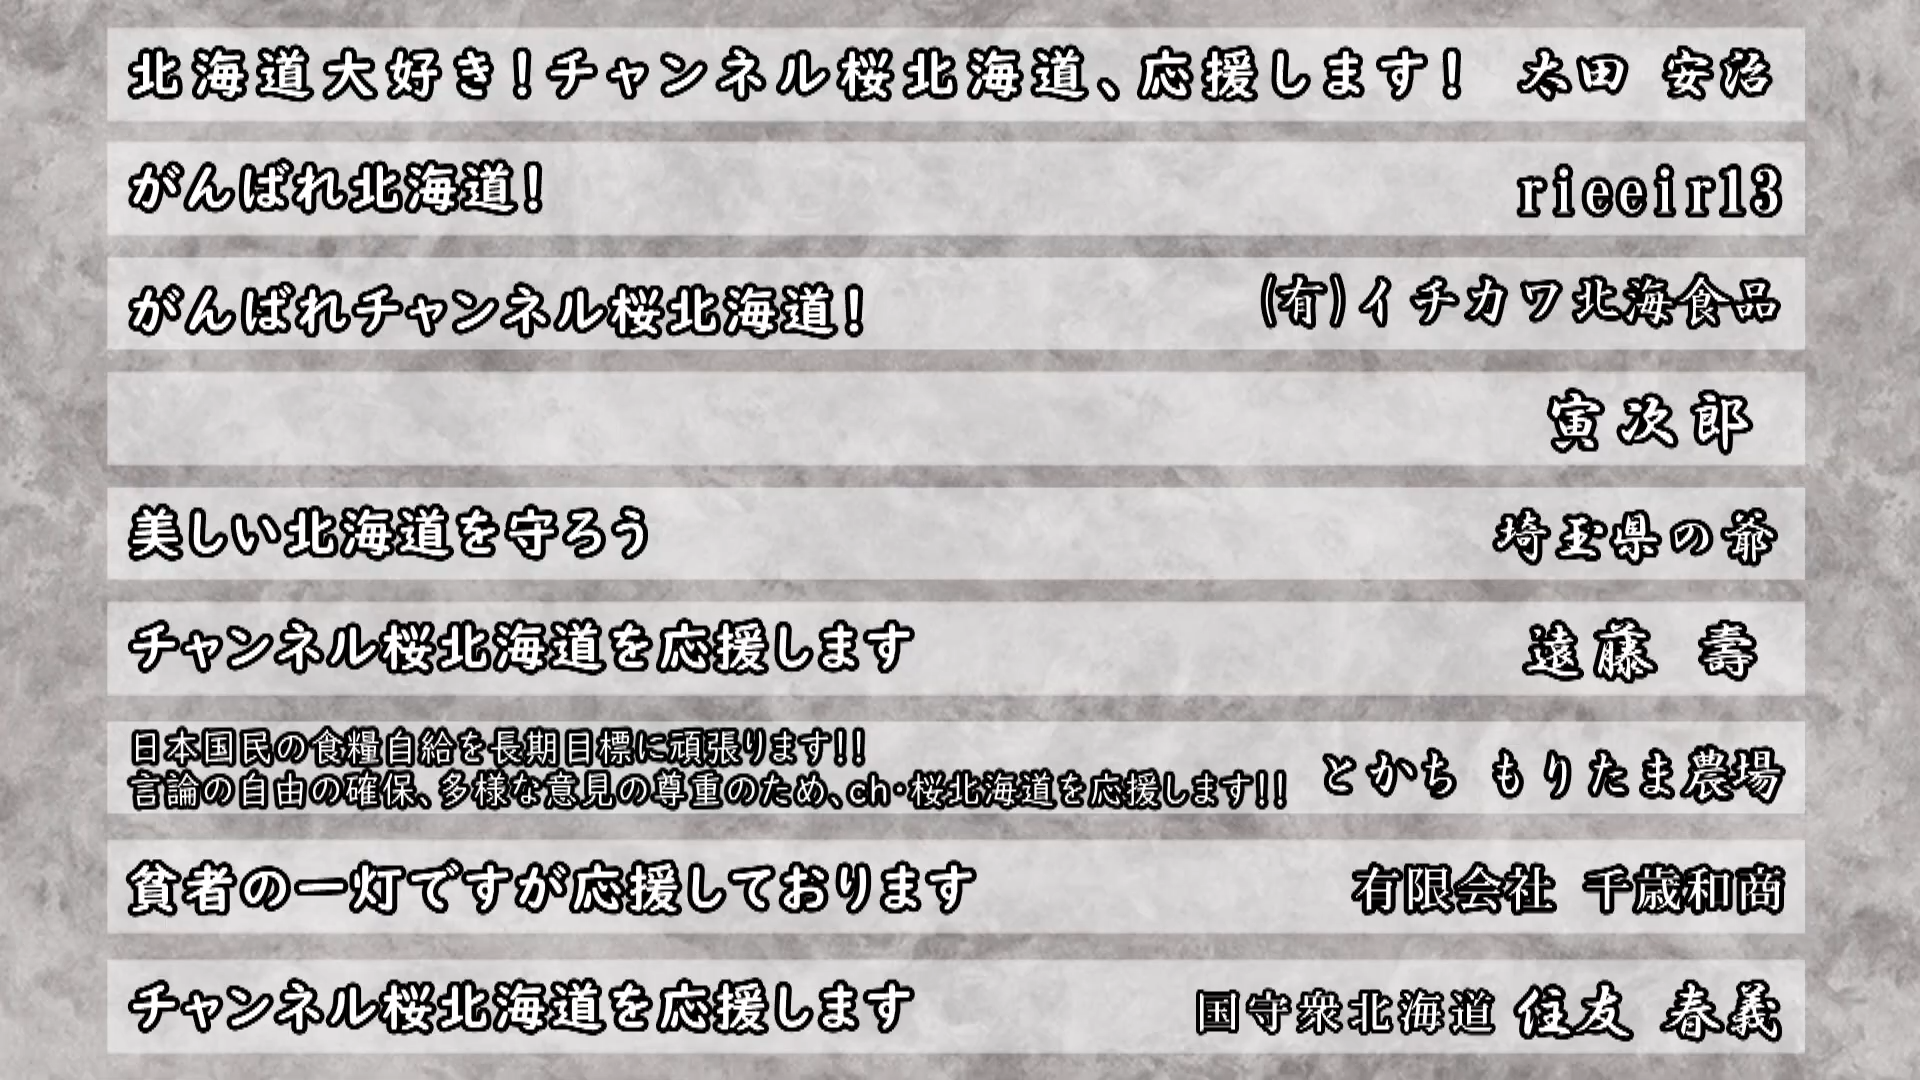 北海道大好き！チャンネル桜北海道、応援します！　太田　安治
がんばれ北海道！　rieeir13
がんばれチャンネル桜北海道！　(有)イチカワ北海食品
寅次郎
美しい北海道を守ろう　埼玉県の爺
チャンネル桜北海道を応援します　遠藤　壽
日本国民の食糧自給を長期目標に頑張ります!!
言論の自由の確保、多様な意見の尊重のため、ch・桜北海道を応援します!!　とかち　もりたま農場
貧者の一灯ですが応援しております　有限会社　千歳和商
チャンネル桜北海道を応援します　国守衆北海道　住友　春義